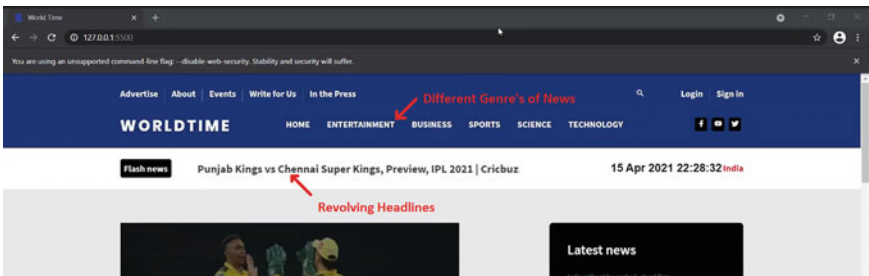 World Time
127.0.0.1:5500
You are using an unsupported command-line flag: --disable-web-security. Stability and security will suffer.
Advertise About Events Write for Us In the Press Login Sign in
Different Genre's of News
WORLDTIME HOME ENTERTAINMENT BUSINESS SPORTS SCIENCE TECHNOLOGY
Flash news Punjab Kings vs Chennai Super Kings, Preview, IPL 2021 | Cricbuz 15 Apr 2021 22:28:32 India
Revolving Headlines
Latest news